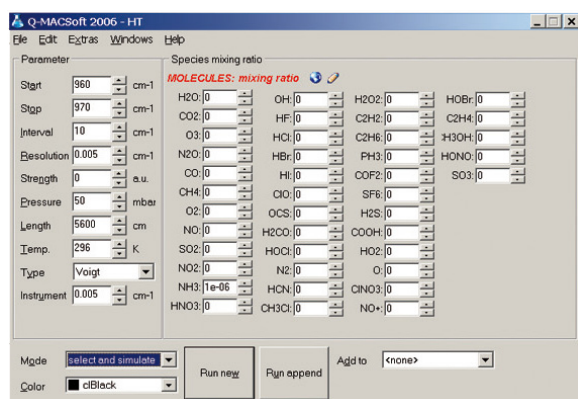 Q-MACSoft 2006 - HT
File Edit Extras Windows Help
Parameter
Start 960 cm-1
Stop 970 cm-1
Interval 10 cm-1
Resolution 0.005 cm-1
Strength 0 a.u.
Pressure 50 mbar
Length 5600 cm
Temp. 296 K
Type Voigt
Instrument 0.005 cm-1
Species mixing ratio
MOLECULES: mixing ratio
H2O: 0 OH: 0 H2O2: 0 HOBr: 0
CO2: 0 HF: 0 C2H2: 0 C2H4: 0
O3: 0 HCl: 0 C2H6: 0 :H3OH: 0
N2O: 0 HBr: 0 PH3: 0 HONO: 0
CO: 0 HI: 0 COF2: 0 SO3: 0
CH4: 0 ClO: 0 SF6: 0
O2: 0 OCS: 0 H2S: 0
NO: 0 H2CO: 0 COOH: 0
SO2: 0 HOCl: 0 HO2: 0
NO2: 0 N2: 0 O: 0
NH3: 1e-06 HCN: 0 ClNO3: 0
HNO3: 0 CH3Cl: 0 NO+: 0
Mode select and simulate Run new Run append Add to <none>
Color clBlack